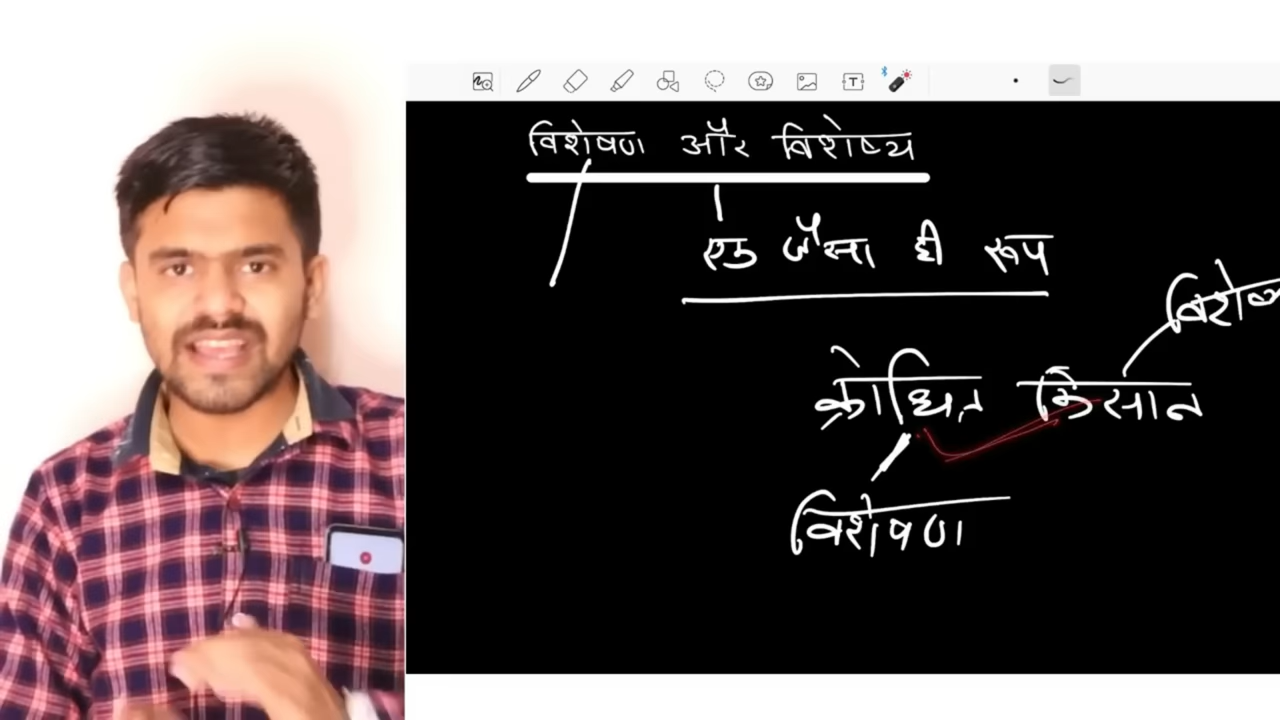 विशेषण और विशेष्य
एक जैसा ही रूप
विशेष्य
क्रोधित किसान
विशेषण